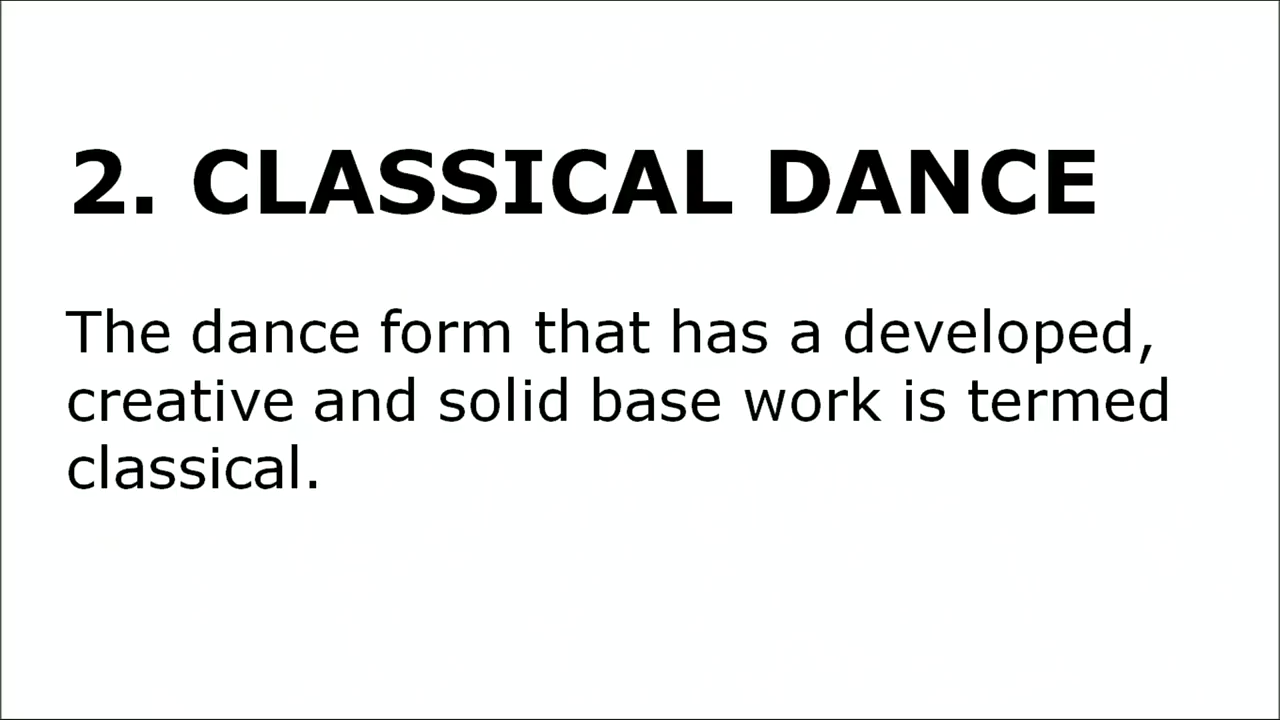 2. CLASSICAL DANCE
The dance form that has a developed,
creative and solid base work is termed
classical.